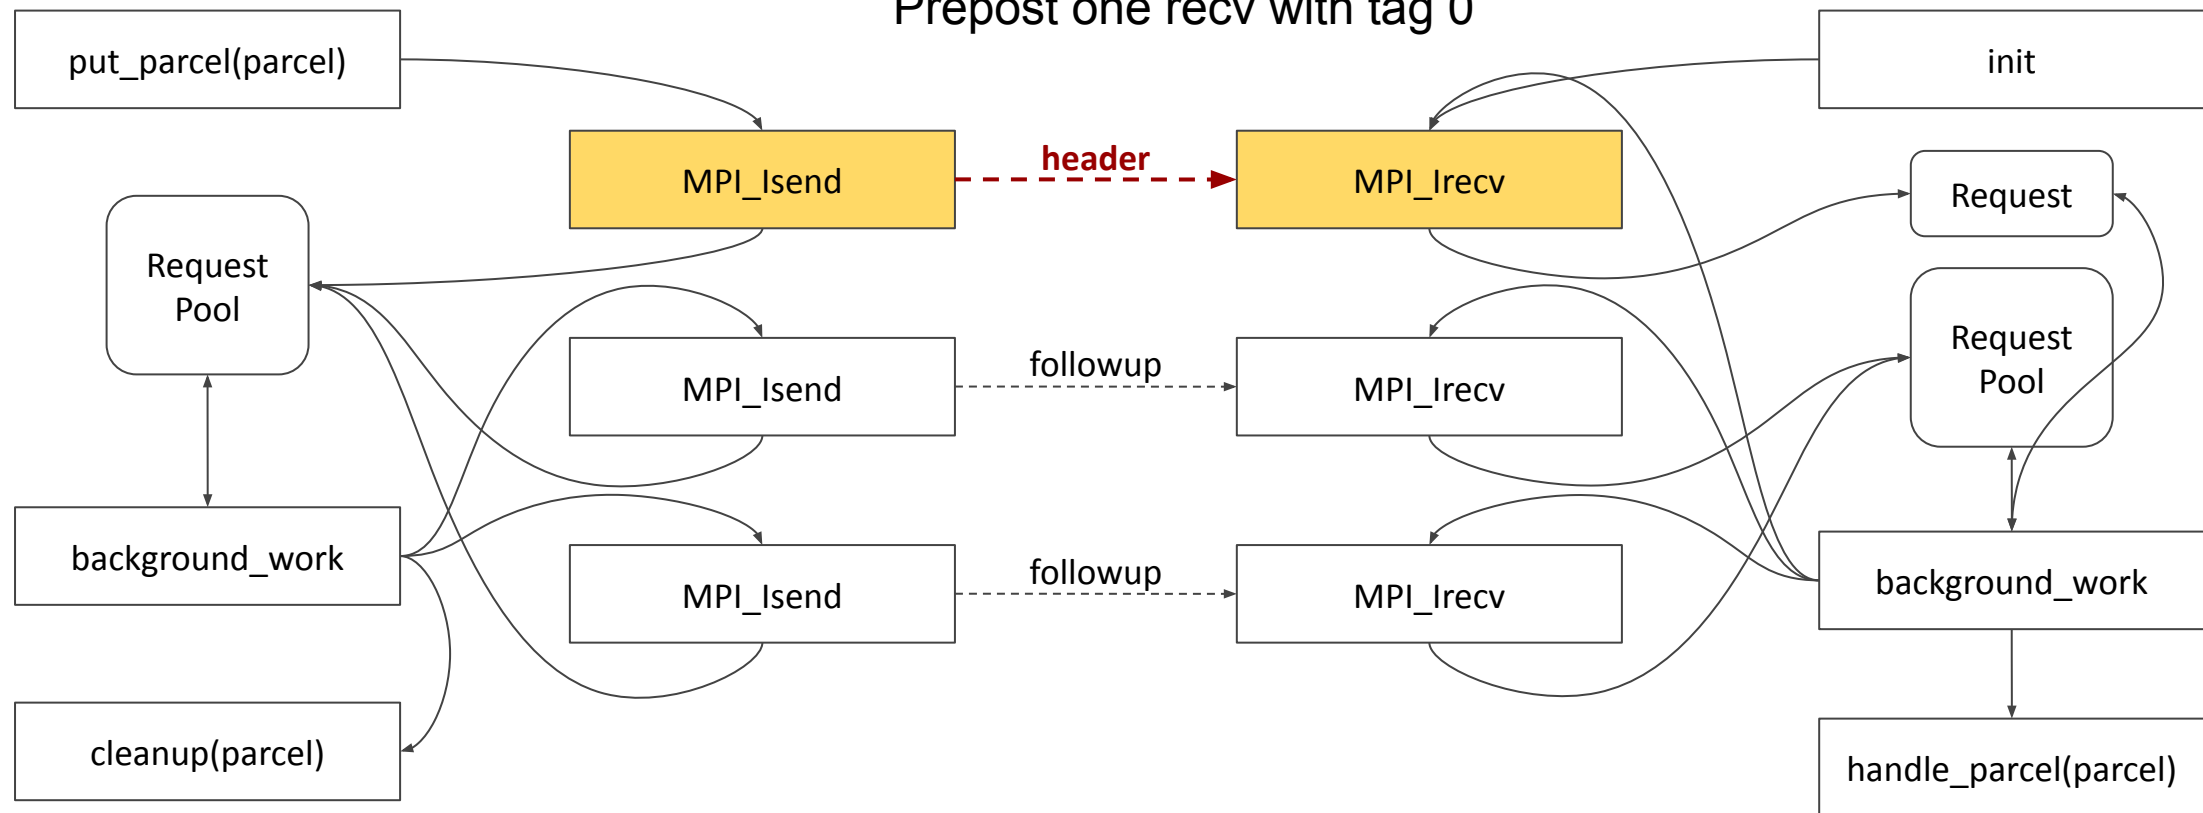 Prepost one recv with tag 0
put_parcel(parcel)
init
header
MPI_Isend
MPI_Irecv
Request
Request
Pool
Request
Pool
followup
MPI_Isend
MPI_Irecv
background_work
followup
MPI_Isend
MPI_Irecv
background_work
cleanup(parcel)
handle_parcel(parcel)